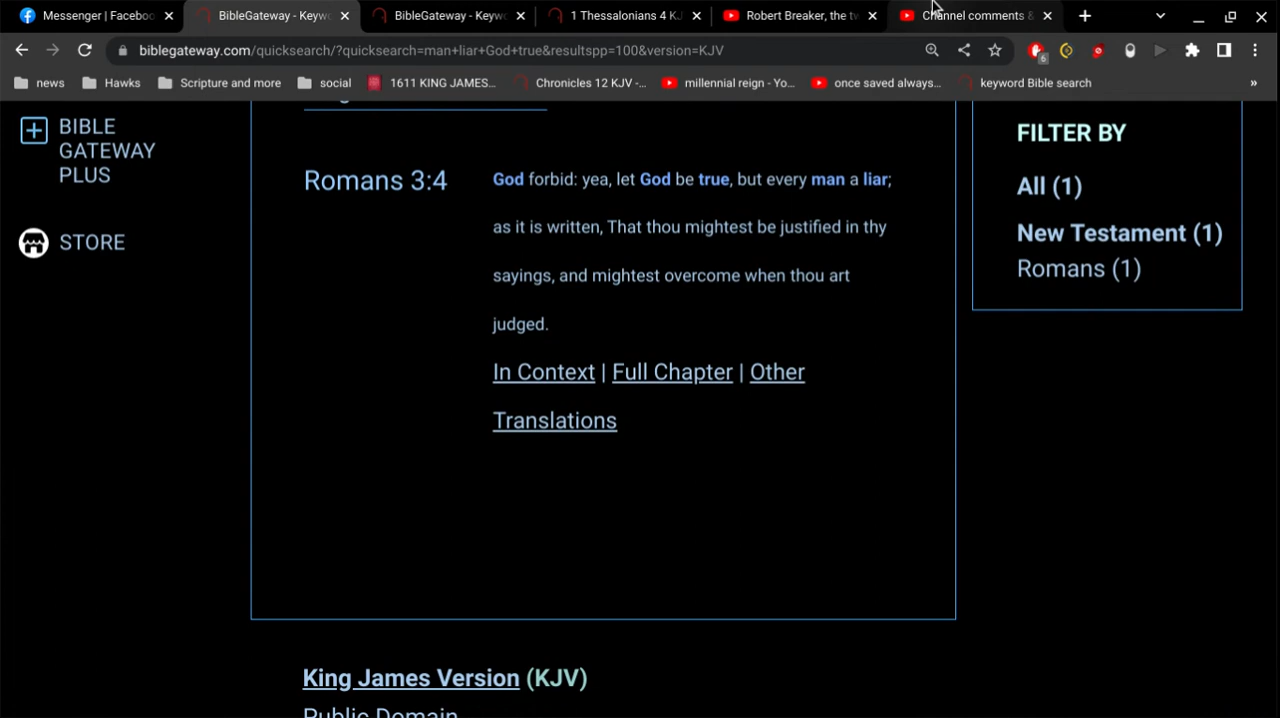 Messenger | Faceboo
BibleGateway - Keyw
BibleGateway - Keyw
1 Thessalonians 4 KJ
Robert Breaker, the tw
Channel comments &
biblegateway.com/quicksearch/?quicksearch=man+liar+God+true&resultspp=100&version=KJV
6
news
Hawks
Scripture and more
social
1611 KING JAMES...
Chronicles 12 KJV -...
millennial reign - Yo...
once saved always...
keyword Bible search
»
BIBLE
GATEWAY
PLUS
STORE
Romans 3:4
God forbid: yea, let God be true, but every man a liar;
as it is written, That thou mightest be justified in thy
sayings, and mightest overcome when thou art
judged.
In Context | Full Chapter | Other
Translations
FILTER BY
All (1)
New Testament (1)
Romans (1)
King James Version (KJV)
Public Domain